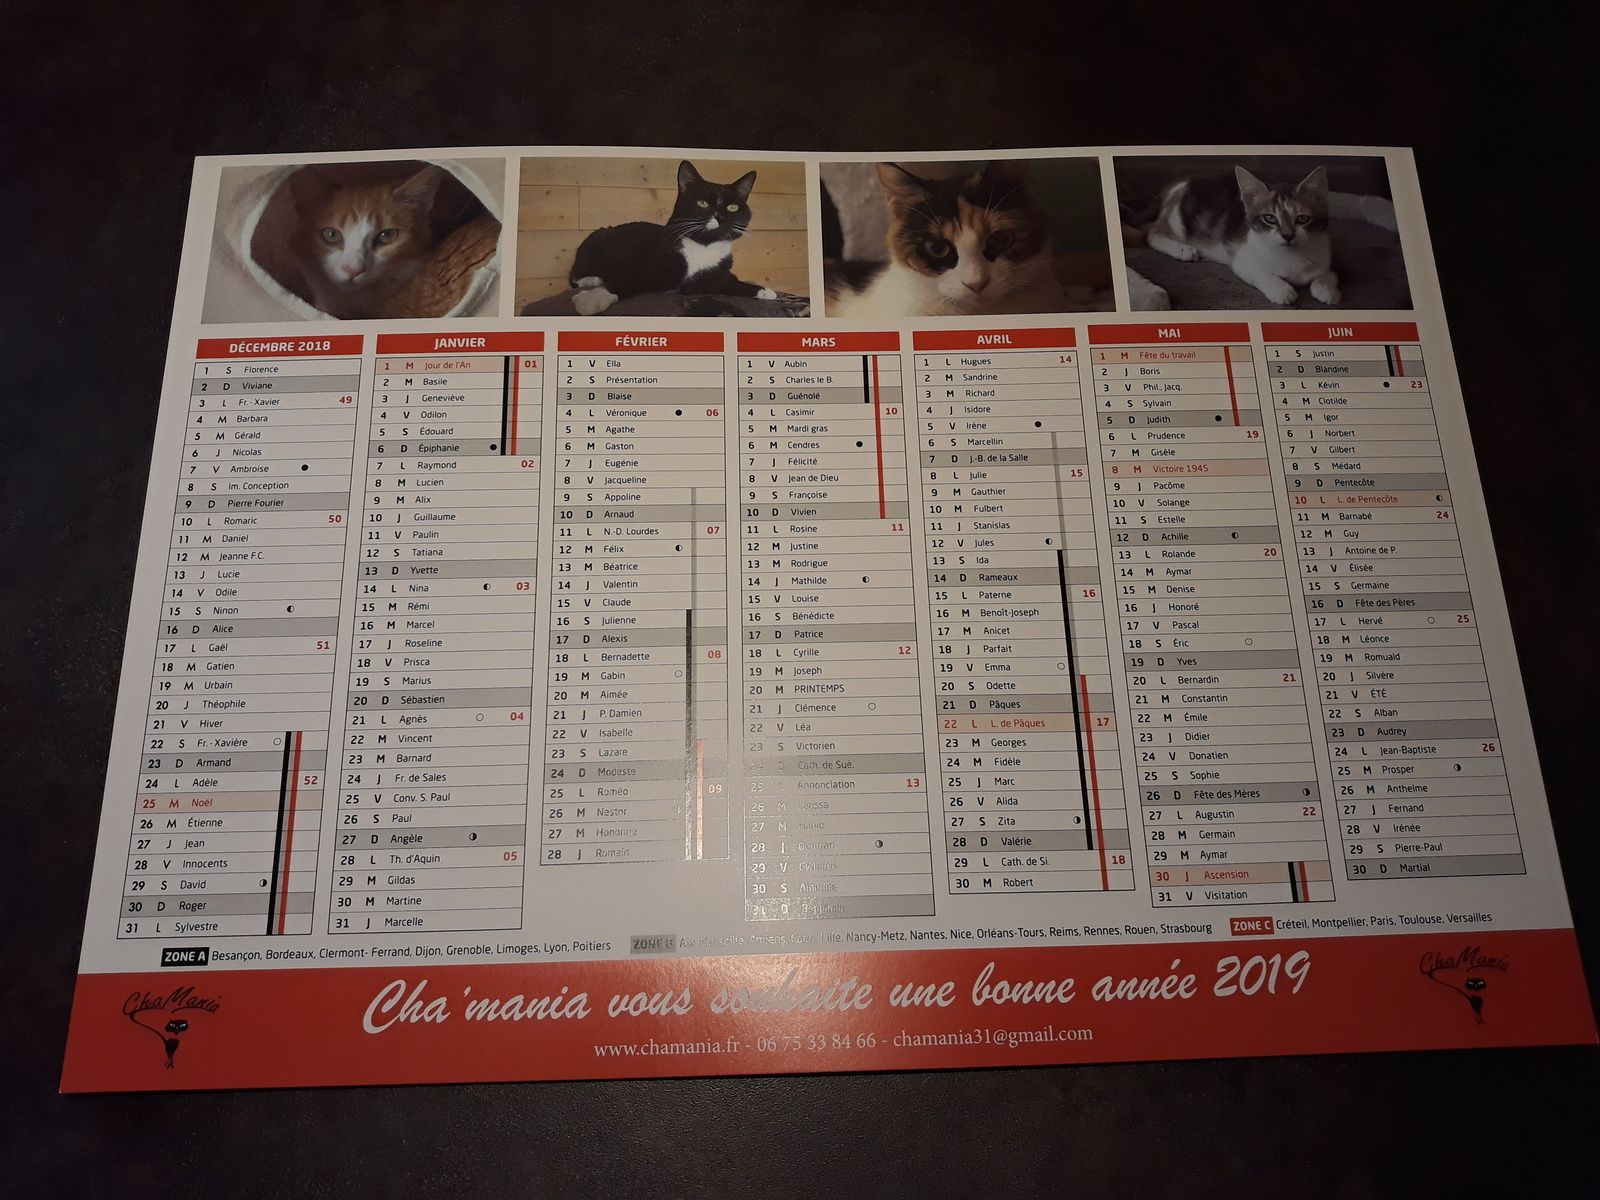 DÉCEMBRE 2018
1 S Florence
2 D Viviane
3 L Fr.-Xavier 49
4 M Barbara
5 M Gérald
6 J Nicolas
7 V Ambroise
8 S Im. Conception
9 D Pierre Fourier
10 L Romaric 50
11 M Daniel
12 M Jeanne F.C.
13 J Lucie
14 V Odile
15 S Ninon
16 D Alice
17 L Gaël 51
18 M Gatien
19 M Urbain
20 J Théophile
21 V Hiver
22 S Fr.-Xavière
23 D Armand
24 L Adèle 52
25 M Noël
26 M Étienne
27 J Jean
28 V Innocents
29 S David
30 D Roger
31 L Sylvestre
JANVIER
1 M Jour de l'An 01
2 M Basile
3 J Geneviève
4 V Odilon
5 S Édouard
6 D Épiphanie
7 L Raymond 02
8 M Lucien
9 M Alix
10 J Guillaume
11 V Paulin
12 S Tatiana
13 D Yvette
14 L Nina 03
15 M Rémi
16 M Marcel
17 J Roseline
18 V Prisca
19 S Marius
20 D Sébastien
21 L Agnès 04
22 M Vincent
23 M Barnard
24 J Fr. de Sales
25 V Conv. S. Paul
26 S Paul
27 D Angèle
28 L Th. d'Aquin 05
29 M Gildas
30 M Martine
31 J Marcelle
FÉVRIER
1 V Ella
2 S Présentation
3 D Blaise
4 L Véronique 06
5 M Agathe
6 M Gaston
7 J Eugénie
8 V Jacqueline
9 S Appoline
10 D Arnaud
11 L N.-D. Lourdes 07
12 M Félix
13 M Béatrice
14 J Valentin
15 V Claude
16 S Julienne
17 D Alexis
18 L Bernadette 08
19 M Gabin
20 M Aimée
21 J P. Damien
22 V Isabelle
23 S Lazare
24 D Modeste
25 L Roméo 09
26 M Nestor
27 M Honorine
28 J Romain
MARS
1 V Aubin
2 S Charles le B.
3 D Guénolé
4 L Casimir 10
5 M Mardi gras
6 M Cendres
7 J Félicité
8 V Jean de Dieu
9 S Françoise
10 D Vivien
11 L Rosine 11
12 M Justine
13 M Rodrigue
14 J Mathilde
15 V Louise
16 S Bénédicte
17 D Patrice
18 L Cyrille 12
19 M Joseph
20 M PRINTEMPS
21 J Clémence
22 V Léa
23 S Victorien
24 D Cath. de Suè.
25 L Annonciation 13
26 M Larissa
27 M
28 J
29 V
30 S
31 D
AVRIL
1 L Hugues 14
2 M Sandrine
3 M Richard
4 J Isidore
5 V Irène
6 S Marcellin
7 D J.-B. de la Salle
8 L Julie 15
9 M Gauthier
10 M Fulbert
11 J Stanislas
12 V Jules
13 S Ida
14 D Rameaux
15 L Paterne 16
16 M Benoît-Joseph
17 M Anicet
18 J Parfait
19 V Emma
20 S Odette
21 D Pâques
22 L L. de Pâques 17
23 M Georges
24 M Fidèle
25 J Marc
26 V Alida
27 S Zita
28 D Valérie
29 L Cath. de Si. 18
30 M Robert
MAI
1 M Fête du travail
2 J Boris
3 V Phil., Jacq.
4 S Sylvain
5 D Judith
6 L Prudence 19
7 M Gisèle
8 M Victoire 1945
9 J Pacôme
10 V Solange
11 S Estelle
12 D Achille
13 L Rolande 20
14 M Aymar
15 M Denise
16 J Honoré
17 V Pascal
18 S Éric
19 D Yves
20 L Bernardin 21
21 M Constantin
22 M Émile
23 J Didier
24 V Donatien
25 S Sophie
26 D Fête des Mères
27 L Augustin 22
28 M Germain
29 M Aymar
30 J Ascension
31 V Visitation
JUIN
1 S Justin
2 D Blandine
3 L Kévin 23
4 M Clotilde
5 M Igor
6 J Norbert
7 V Gilbert
8 S Médard
9 D Pentecôte
10 L L. de Pentecôte
11 M Barnabé 24
12 M Guy
13 J Antoine de P.
14 V Élisée
15 S Germaine
16 D Fête des Pères
17 L Hervé 25
18 M Léonce
19 M Romuald
20 J Silvère
21 V ÉTÉ
22 S Alban
23 D Audrey
24 L Jean-Baptiste 26
25 M Prosper
26 M Anthelme
27 J Fernand
28 V Irénée
29 S Pierre-Paul
30 D Martial
ZONE A Besançon, Bordeaux, Clermont- Ferrand, Dijon, Grenoble, Limoges, Lyon, Poitiers
ZONE B Aix Marseille, Amiens, Caen, Lille, Nancy-Metz, Nantes, Nice, Orléans-Tours, Reims, Rennes, Rouen, Strasbourg
ZONE C Créteil, Montpellier, Paris, Toulouse, Versailles
ChaMania
Cha'mania vous souhaite une bonne année 2019
ChaMania
www.chamania.fr - 06 75 33 84 66 - chamania31@gmail.com